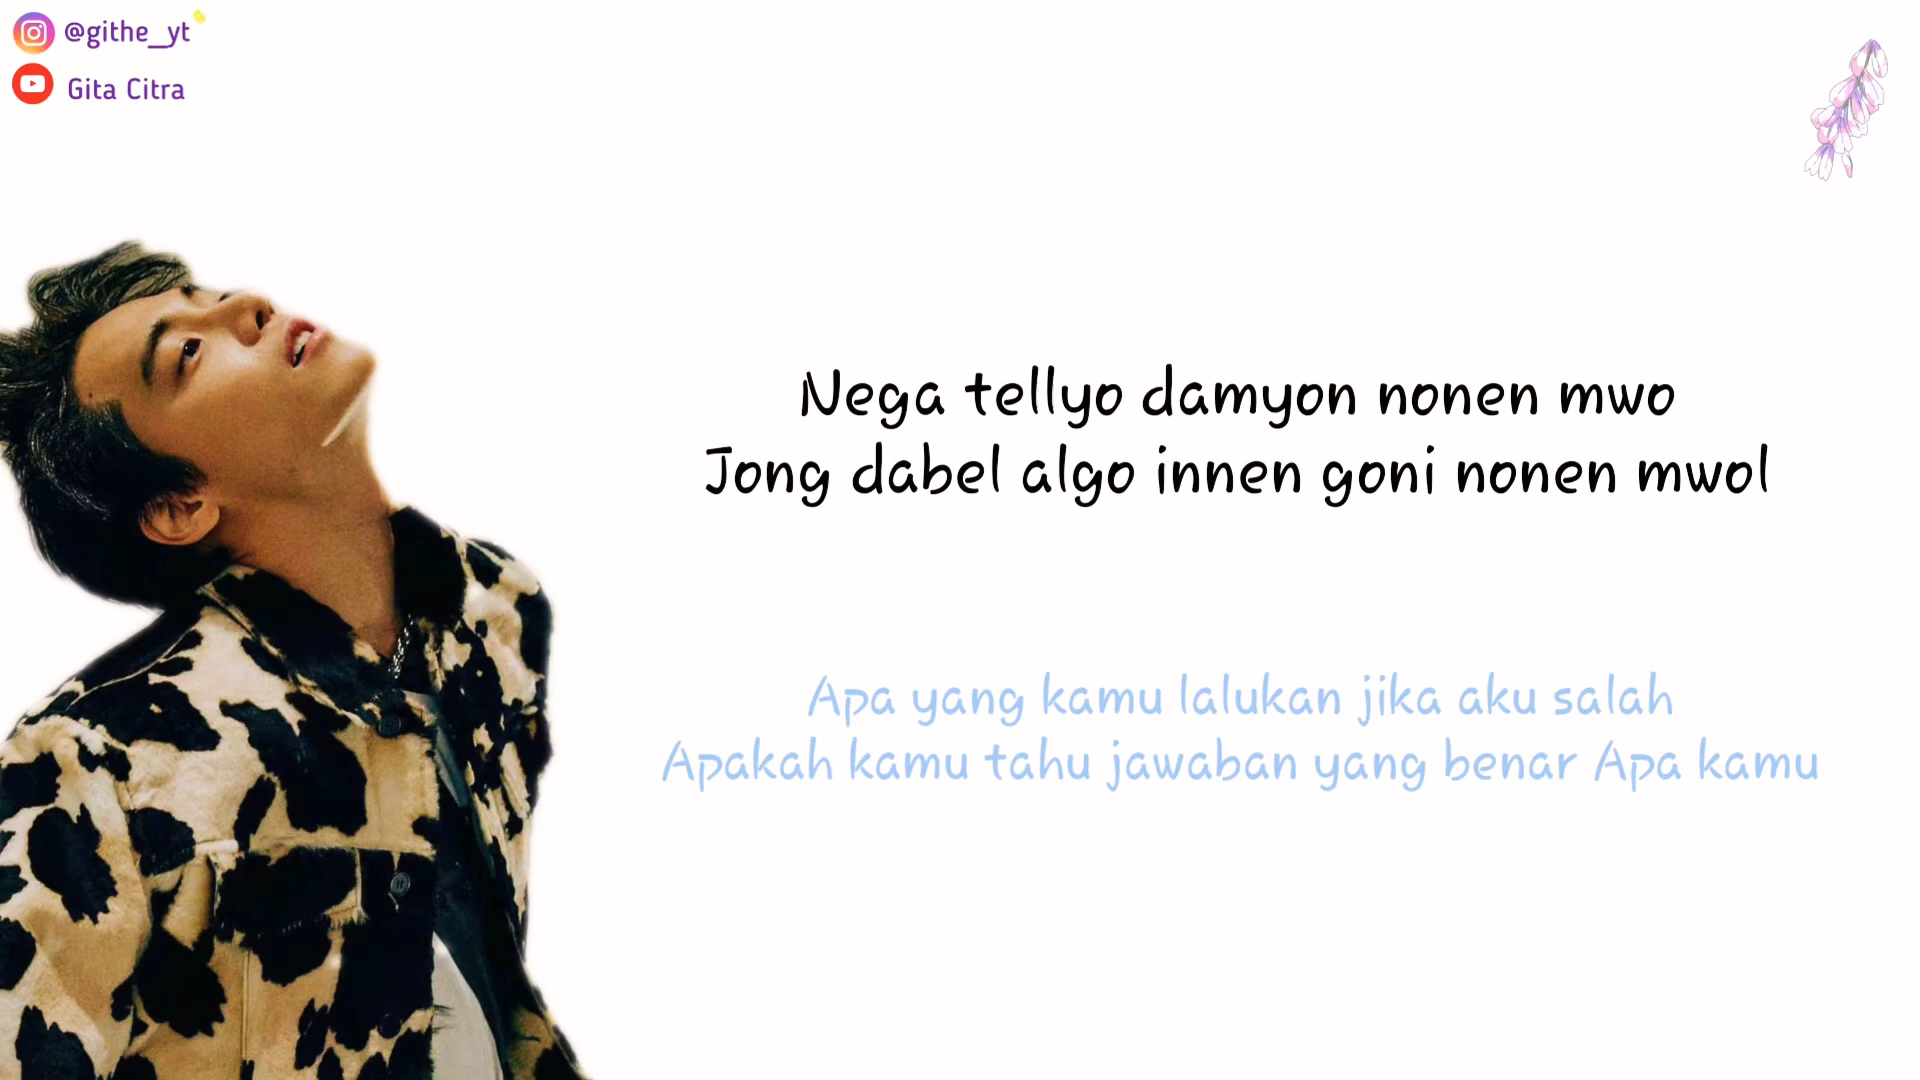 @githe_yt
Gita Citra
Nega tellyo damyon nonen mwo
Jong dabel algo innen goni nonen mwol
Apa yang kamu lalukan jika aku salah
Apakah kamu tahu jawaban yang benar Apa kamu